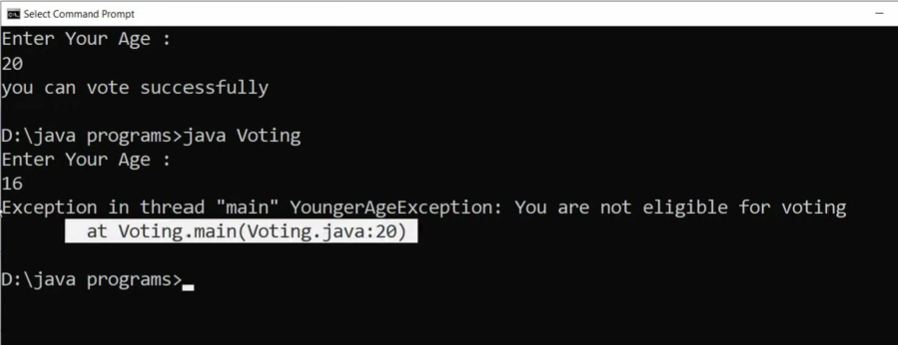 Select Command Prompt
Enter Your Age :
20
you can vote successfully
D:\java programs>java Voting
Enter Your Age :
16
Exception in thread "main" YoungerAgeException: You are not eligible for voting
at Voting.main(Voting.java:20)
D:\java programs>